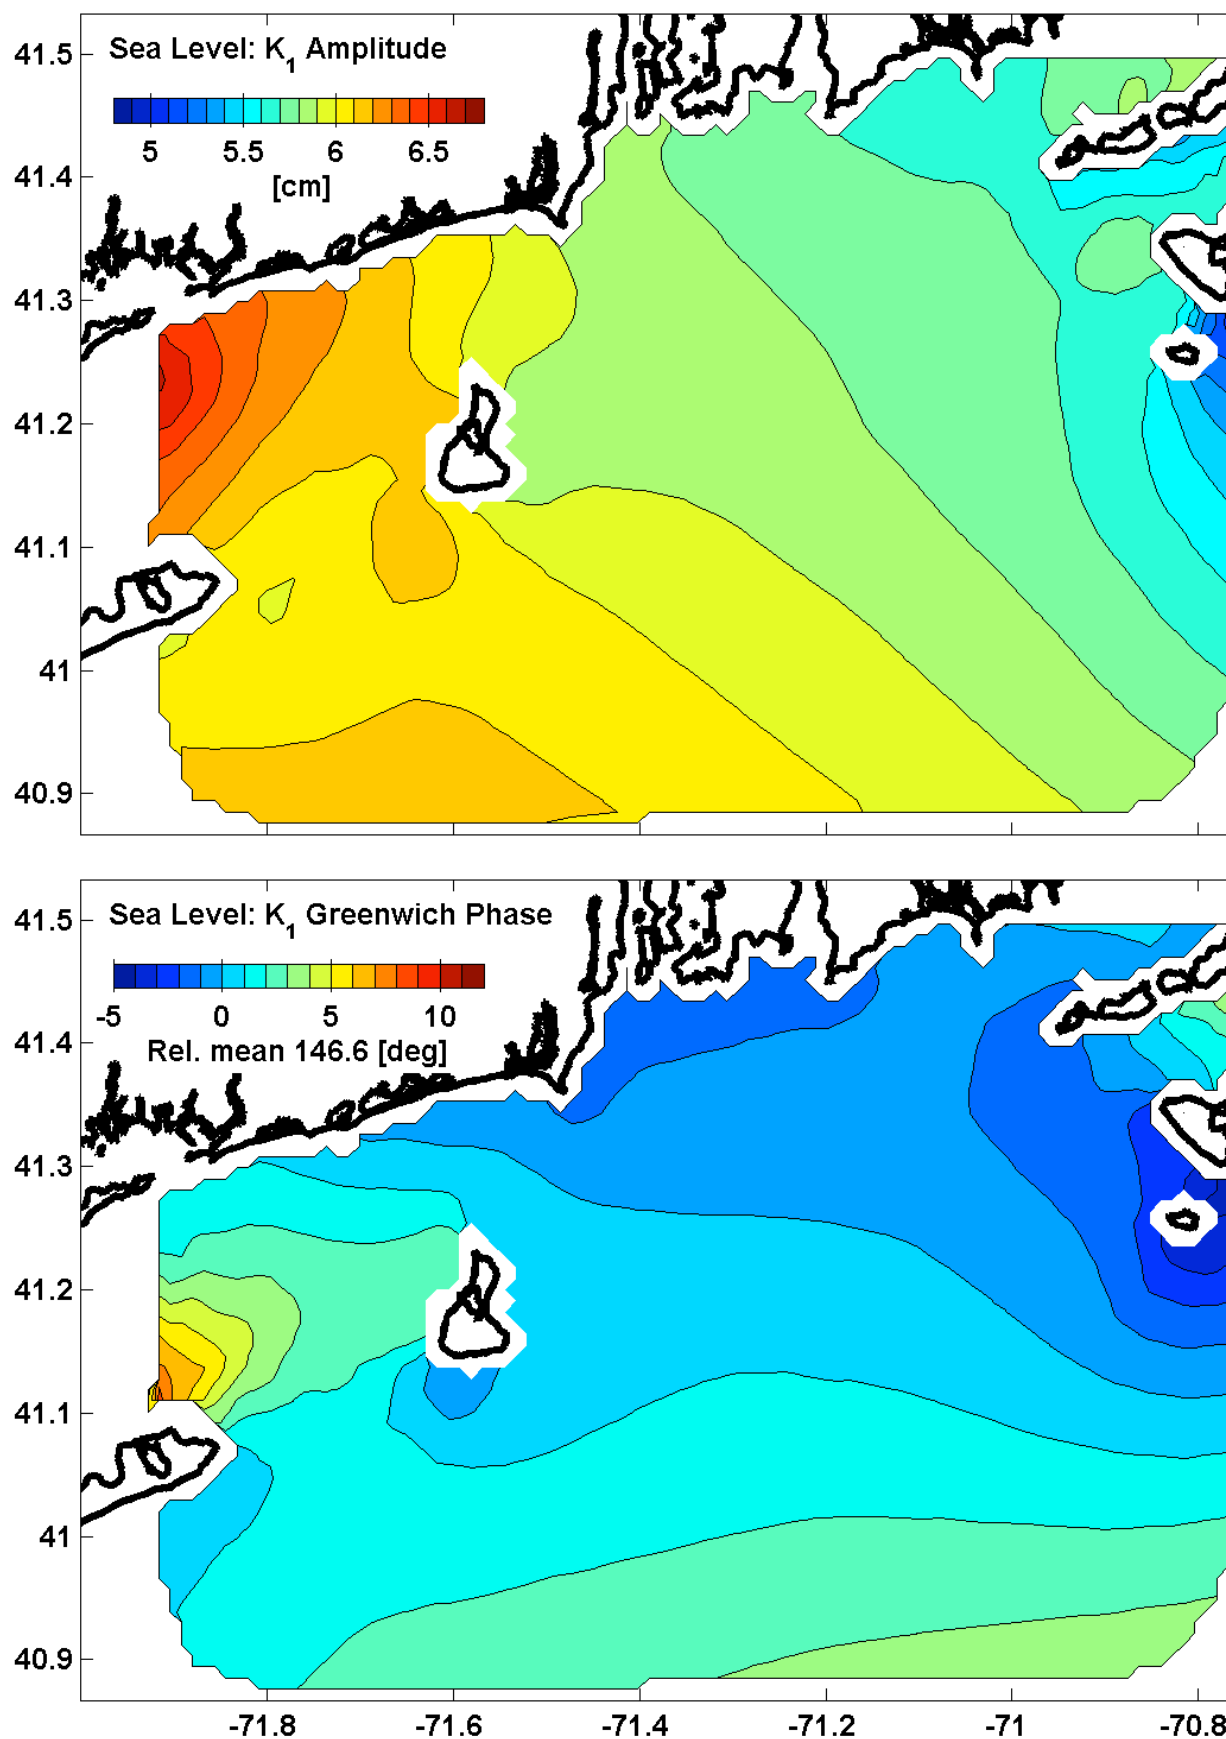 41.5
Sea Level: K1 Amplitude
5 5.5 6 6.5
[cm]
41.4
41.3
41.2
41.1
41
40.9
41.5
Sea Level: K1 Greenwich Phase
-5 0 5 10
Rel. mean 146.6 [deg]
41.4
41.3
41.2
41.1
41
40.9
-71.8 -71.6 -71.4 -71.2 -71 -70.8